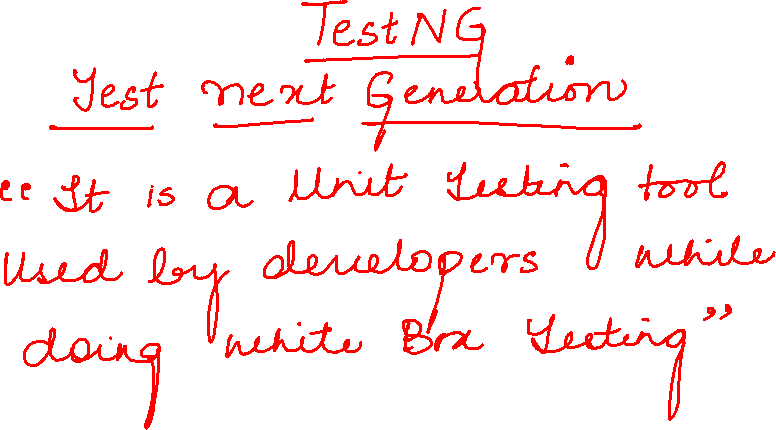 TestNG
Test next Generation
"It is a Unit Testing tool
Used by developers while
doing white Box Testing"